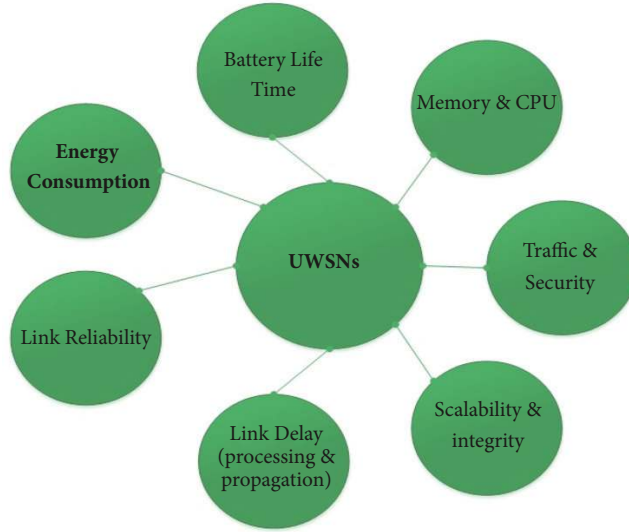 Battery Life
Time
Memory & CPU
Energy
Consumption
UWSNs
Traffic &
Security
Link Reliability
Scalability &
integrity
Link Delay
(processing &
propagation)